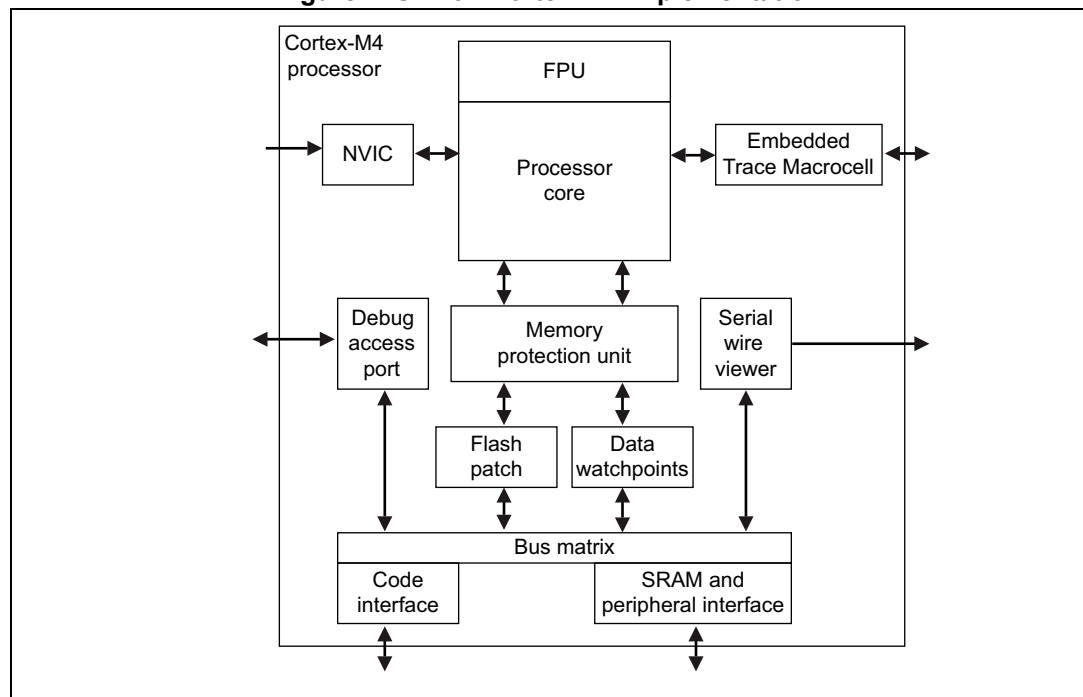 Cortex-M4
processor
FPU
NVIC
Processor
core
Embedded
Trace Macrocell
Debug
access
port
Memory
protection unit
Serial
wire
viewer
Flash
patch
Data
watchpoints
Bus matrix
Code
interface
SRAM and
peripheral interface